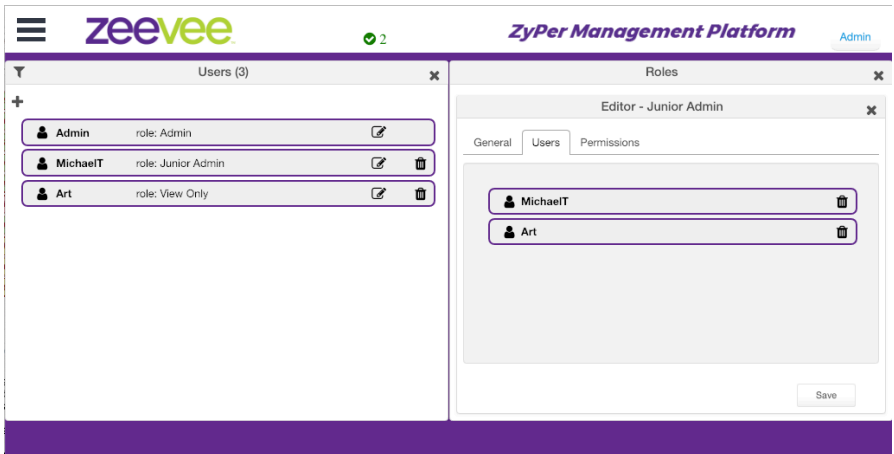 zeevee
2
ZyPer Management Platform
Admin
Users (3)
Admin role: Admin
MichaelT role: Junior Admin
Art role: View Only
Roles
Editor - Junior Admin
General Users Permissions
MichaelT
Art
Save